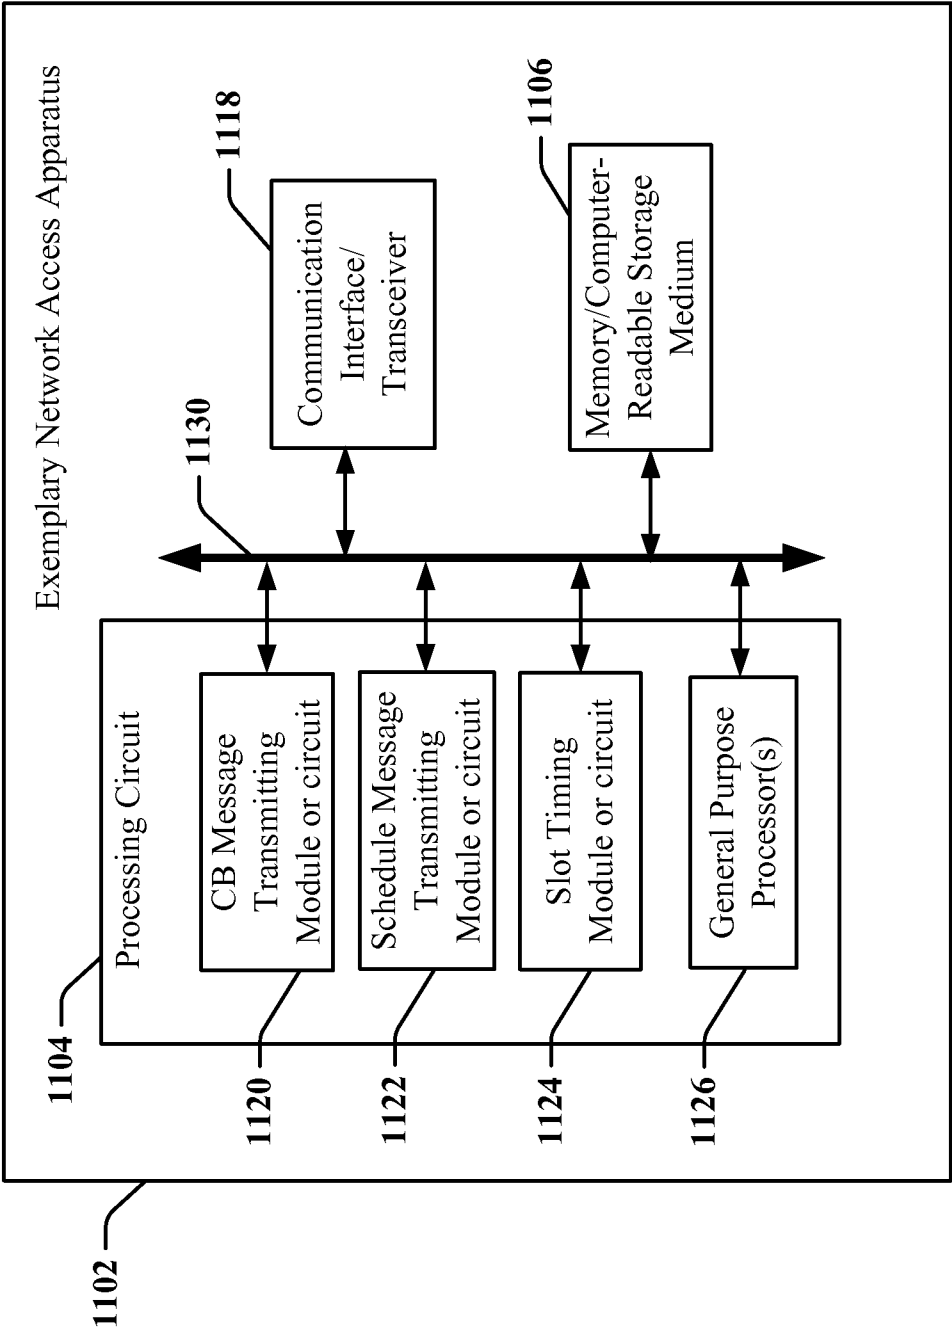 Exemplary Network Access Apparatus
1102
1104
Processing Circuit
1120
CB Message
Transmitting
Module or circuit
1122
Schedule Message
Transmitting
Module or circuit
1124
Slot Timing
Module or circuit
1126
General Purpose
Processor(s)
1130
1118
Communication
Interface/
Transceiver
1106
Memory/Computer-
Readable Storage
Medium